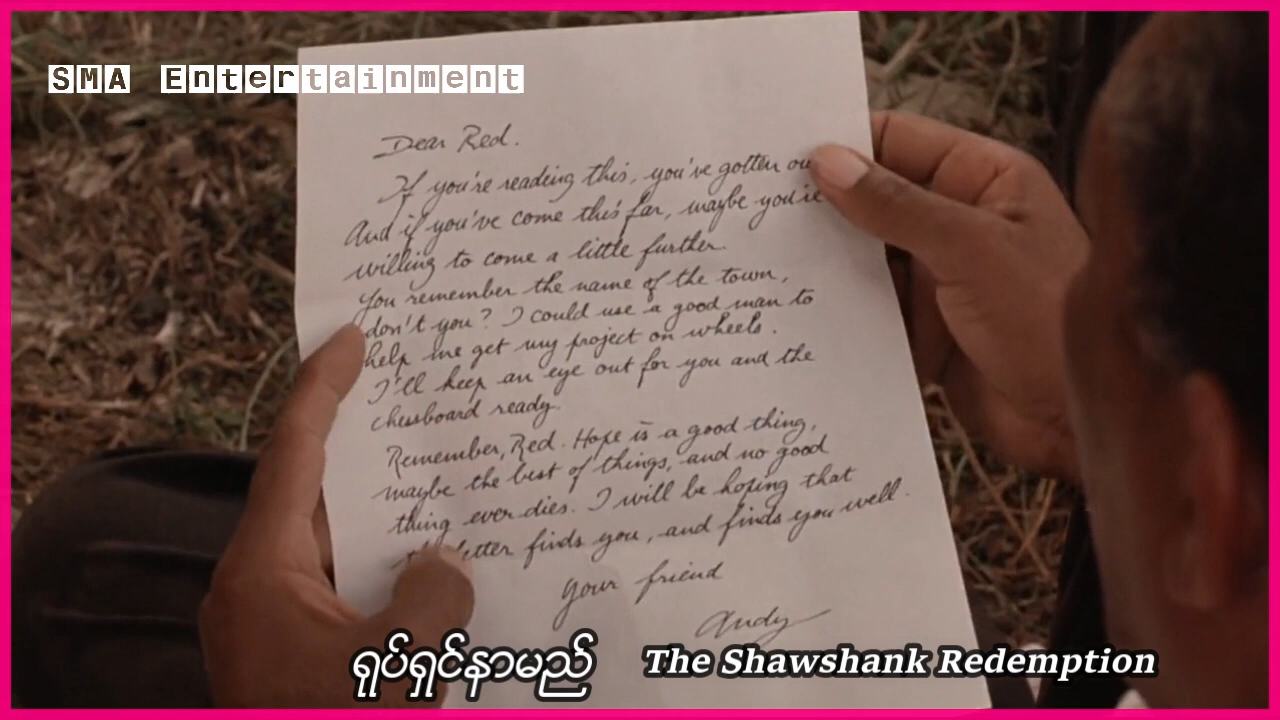 SMA Entertainment
Dear Red.
If you're reading this, you've gotten ou
And if you've come this far, maybe you're
willing to come a little further.
You remember the name of the town,
don't you? I could use a good man to
help me get my project on wheels.
I'll keep an eye out for you and the
chessboard ready.
Remember, Red. Hope is a good thing,
maybe the best of things, and no good
thing ever dies. I will be hoping that
letter finds you, and finds you well.
Your friend
Andy
ရုပ်ရှင်နာမည် The Shawshank Redemption